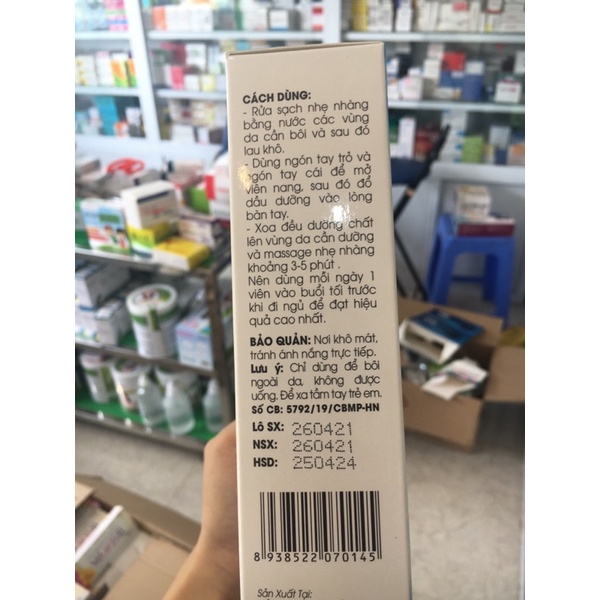 CÁCH DÙNG:
- Rửa sạch nhẹ nhàng
bằng nước các vùng
da cần bôi và sau đó
lau khô.
- Dùng ngón tay trỏ và
ngón tay cái để mở
viên nang, sau đó đổ
dầu dưỡng vào lòng
bàn tay.
- Xoa đều dưỡng chất
lên vùng da cần dưỡng
và massage nhẹ nhàng
khoảng 3-5 phút .
Nên dùng mỗi ngày 1
viên vào buổi tối trước
khi đi ngủ để đạt hiệu
quả cao nhất.
BẢO QUẢN: Nơi khô mát,
tránh ánh nắng trực tiếp.
Lưu ý: Chỉ dùng để bôi
ngoài da, không được
uống. Để xa tầm tay trẻ em.
Số CB: 5792/19/CBMP-HN
Lô SX: 260421
NSX: 260421
HSD: 250424
8 938522 070145
Sản Xuất Tại: